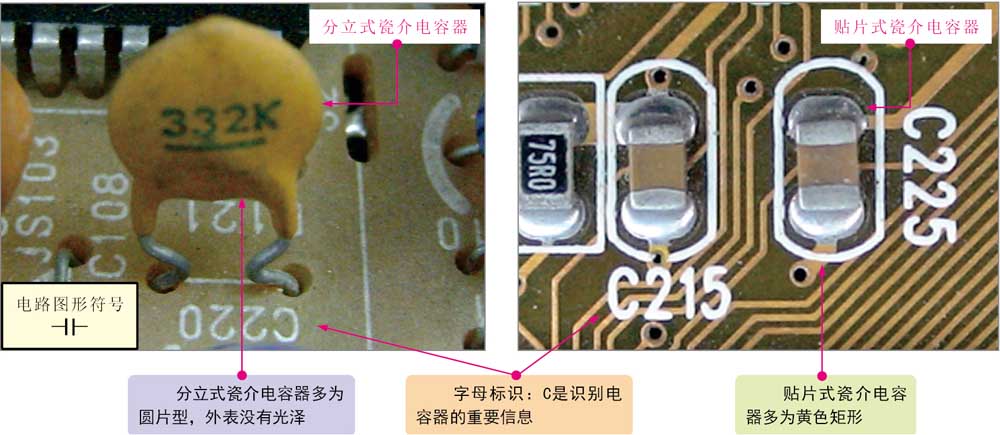 分立式瓷介电容器
贴片式瓷介电容器
332K
JS103
C108
121
C220
电路图形符号
75R0
C215
C225
分立式瓷介电容器多为
圆片型，外表没有光泽
字母标识：C是识别电
容器的重要信息
贴片式瓷介电容
器多为黄色矩形